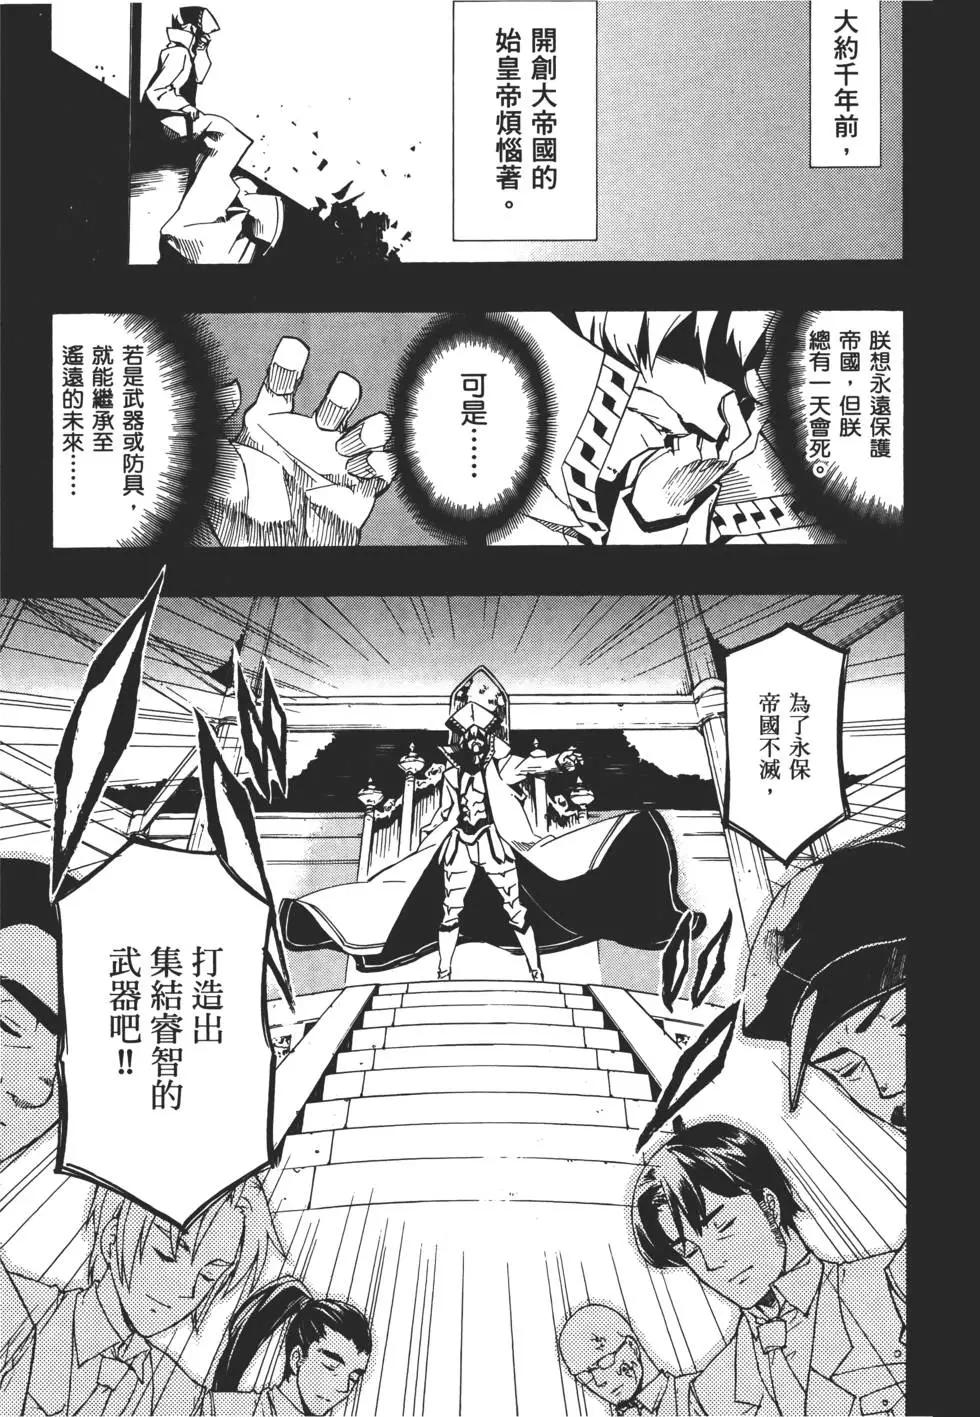 大約千年前，
開創大帝國的
始皇帝煩惱著。
朕想永遠保護
帝國，但朕
總有一天會死。
可是……
若是武器或防具，
就能繼承至
遙遠的未來……
為了永保
帝國不滅，
打造出
集結睿智的
武器吧!!